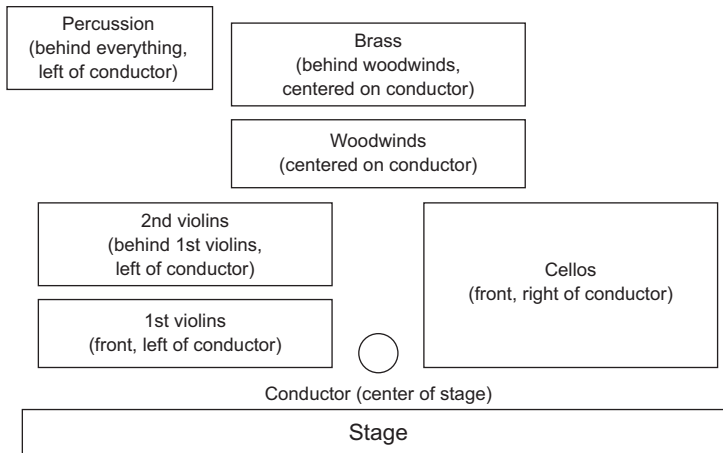 Percussion
(behind everything,
left of conductor)
Brass
(behind woodwinds,
centered on conductor)
Woodwinds
(centered on conductor)
2nd violins
(behind 1st violins,
left of conductor)
Cellos
(front, right of conductor)
1st violins
(front, left of conductor)
Conductor (center of stage)
Stage